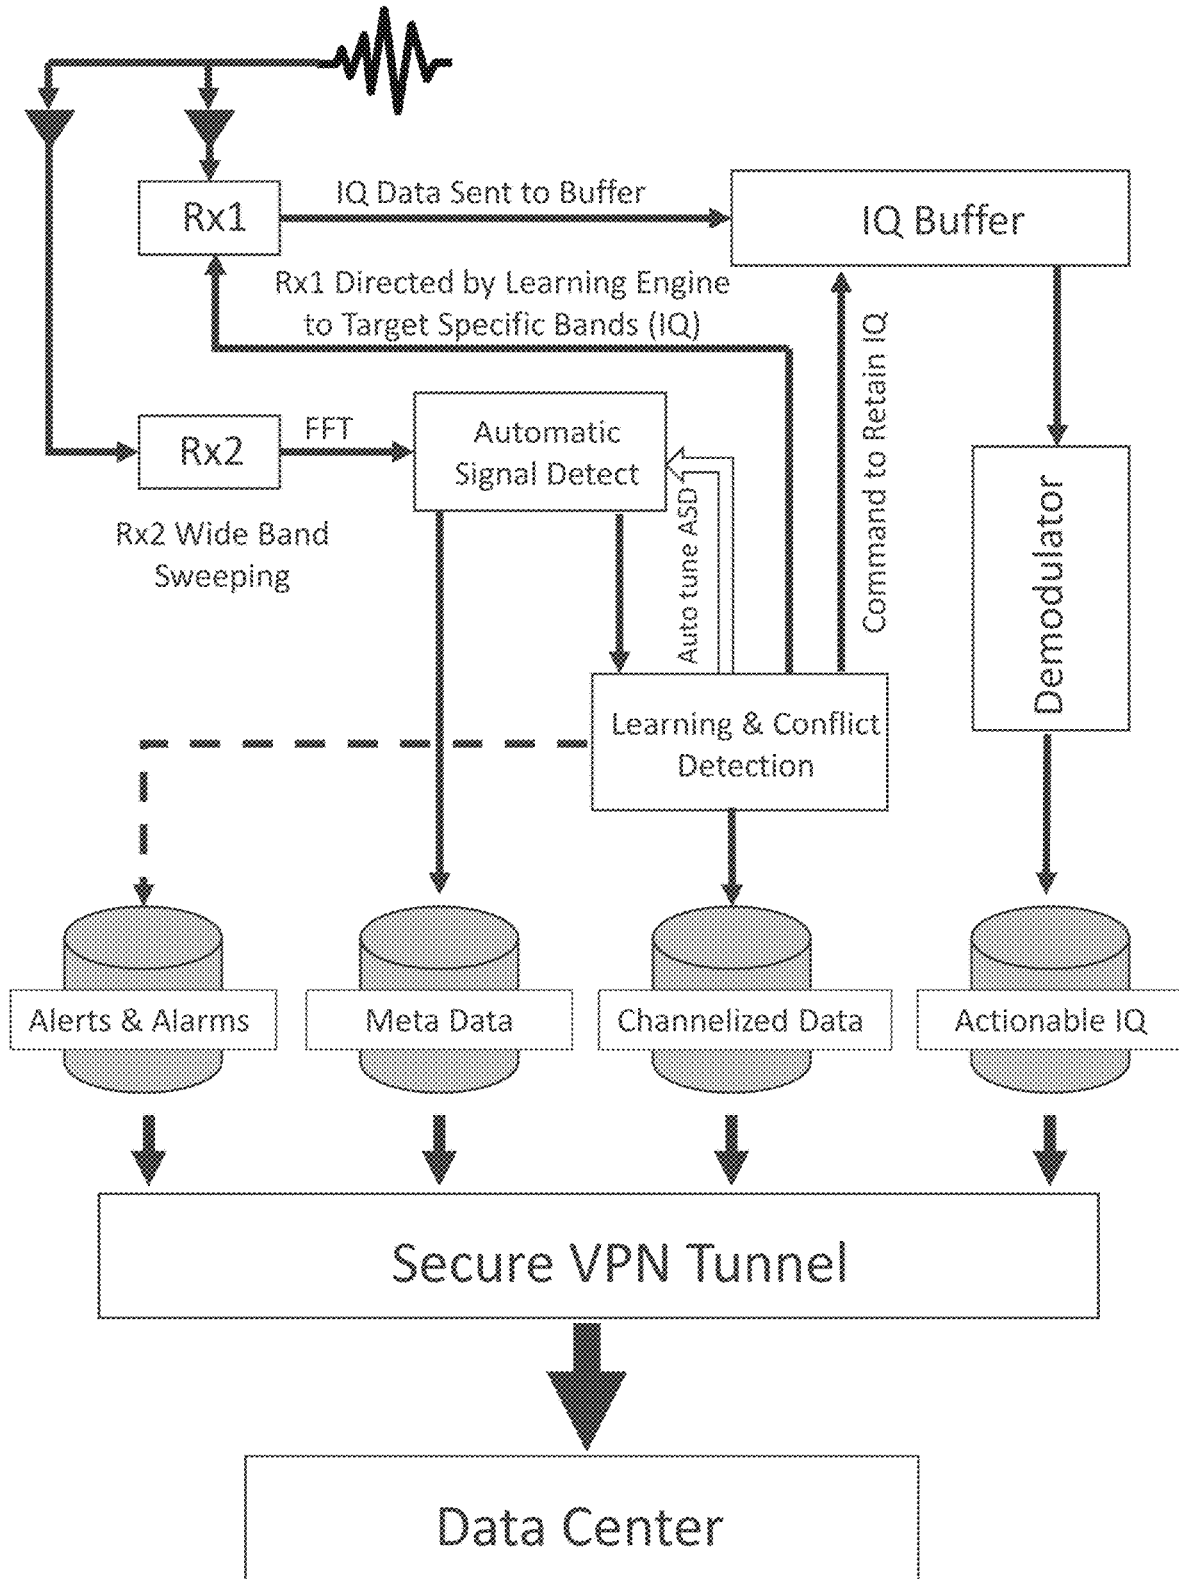 IQ Data Sent to Buffer
Rx1
IQ Buffer
Rx1 Directed by Learning Engine
to Target Specific Bands (IQ)
Command to Retain IQ
FFT
Rx2
Automatic
Signal Detect
Auto tune ASD
Demodulator
Rx2 Wide Band
Sweeping
Learning & Conflict
Detection
Alerts & Alarms
Meta Data
Channelized Data
Actionable IQ
Secure VPN Tunnel
Data Center